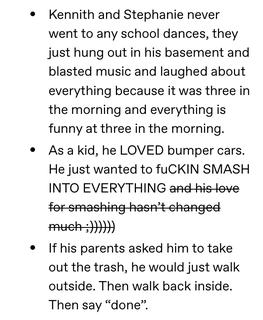 • Kennith and Stephanie never
went to any school dances, they
just hung out in his basement and
blasted music and laughed about
everything because it was three in
the morning and everything is
funny at three in the morning.
• As a kid, he LOVED bumper cars.
He just wanted to fuCKIN SMASH
INTO EVERYTHING and his love
for smashing hasn't changed
much ;))))))
• If his parents asked him to take
out the trash, he would just walk
outside. Then walk back inside.
Then say “done”.